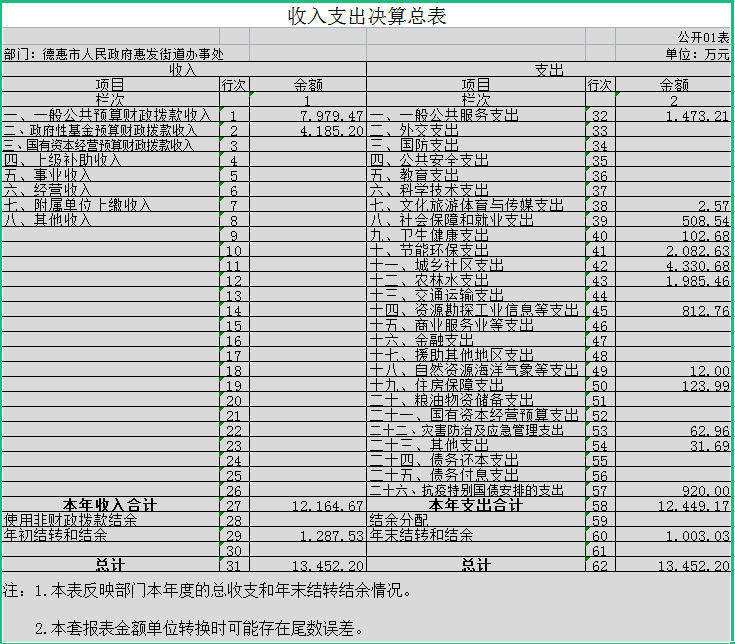 收入支出决算总表
公开01表
部门：德惠市人民政府惠发街道办事处 单位：万元
收入 支出
项目 行次 金额 项目 行次 金额
栏次 1 栏次 2
一、一般公共预算财政拨款收入 1 7,979.47 一、一般公共服务支出 32 1,473.21
二、政府性基金预算财政拨款收入 2 4,185.20 二、外交支出 33
三、国有资本经营预算财政拨款收入 3 三、国防支出 34
四、上级补助收入 4 四、公共安全支出 35
五、事业收入 5 五、教育支出 36
六、经营收入 6 六、科学技术支出 37
七、附属单位上缴收入 7 七、文化旅游体育与传媒支出 38 2.57
八、其他收入 8 八、社会保障和就业支出 39 508.54
9 九、卫生健康支出 40 102.68
10 十、节能环保支出 41 2,082.63
11 十一、城乡社区支出 42 4,330.68
12 十二、农林水支出 43 1,985.46
13 十三、交通运输支出 44
14 十四、资源勘探工业信息等支出 45 812.76
15 十五、商业服务业等支出 46
16 十六、金融支出 47
17 十七、援助其他地区支出 48
18 十八、自然资源海洋气象等支出 49 12.00
19 十九、住房保障支出 50 123.99
20 二十、粮油物资储备支出 51
21 二十一、国有资本经营预算支出 52
22 二十二、灾害防治及应急管理支出 53 62.96
23 二十三、其他支出 54 31.69
24 二十四、债务还本支出 55
25 二十五、债务付息支出 56
26 二十六、抗疫特别国债安排的支出 57 920.00
本年收入合计 27 12,164.67 本年支出合计 58 12,449.17
使用非财政拨款结余 28 结余分配 59
年初结转和结余 29 1,287.53 年末结转和结余 60 1,003.03
30 61
总计 31 13,452.20 总计 62 13,452.20
注：1.本表反映部门本年度的总收支和年末结转结余情况。
2.本套报表金额单位转换时可能存在尾数误差。